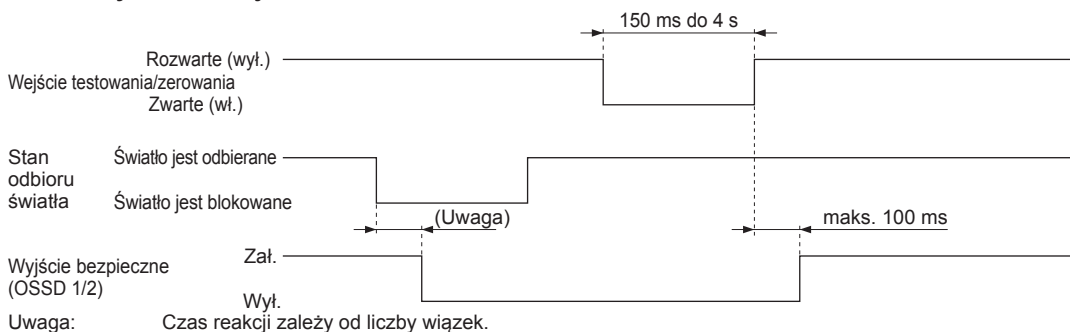 150 ms do 4 s
Rozwarte (wył.)
Wejście testowania/zerowania
Zwarte (wł.)
Stan odbioru światła
Światło jest odbierane
Światło jest blokowane
(Uwaga)
maks. 100 ms
Wyjście bezpieczne
(OSSD 1/2)
Zał.
Wył.
Uwaga: Czas reakcji zależy od liczby wiązek.